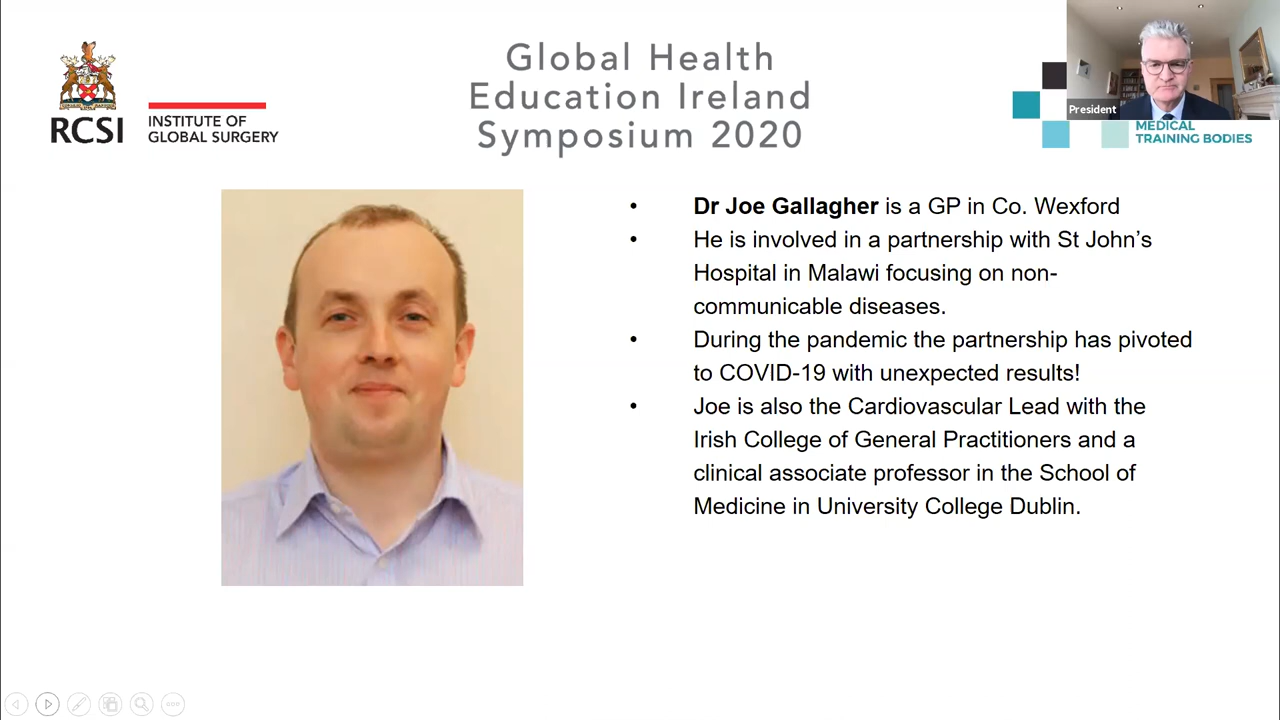 RCSI
INSTITUTE OF
GLOBAL SURGERY
Global Health
Education Ireland
Symposium 2020
President
MEDICAL
TRAINING BODIES
• Dr Joe Gallagher is a GP in Co. Wexford
• He is involved in a partnership with St John’s
Hospital in Malawi focusing on non-
communicable diseases.
• During the pandemic the partnership has pivoted
to COVID-19 with unexpected results!
• Joe is also the Cardiovascular Lead with the
Irish College of General Practitioners and a
clinical associate professor in the School of
Medicine in University College Dublin.